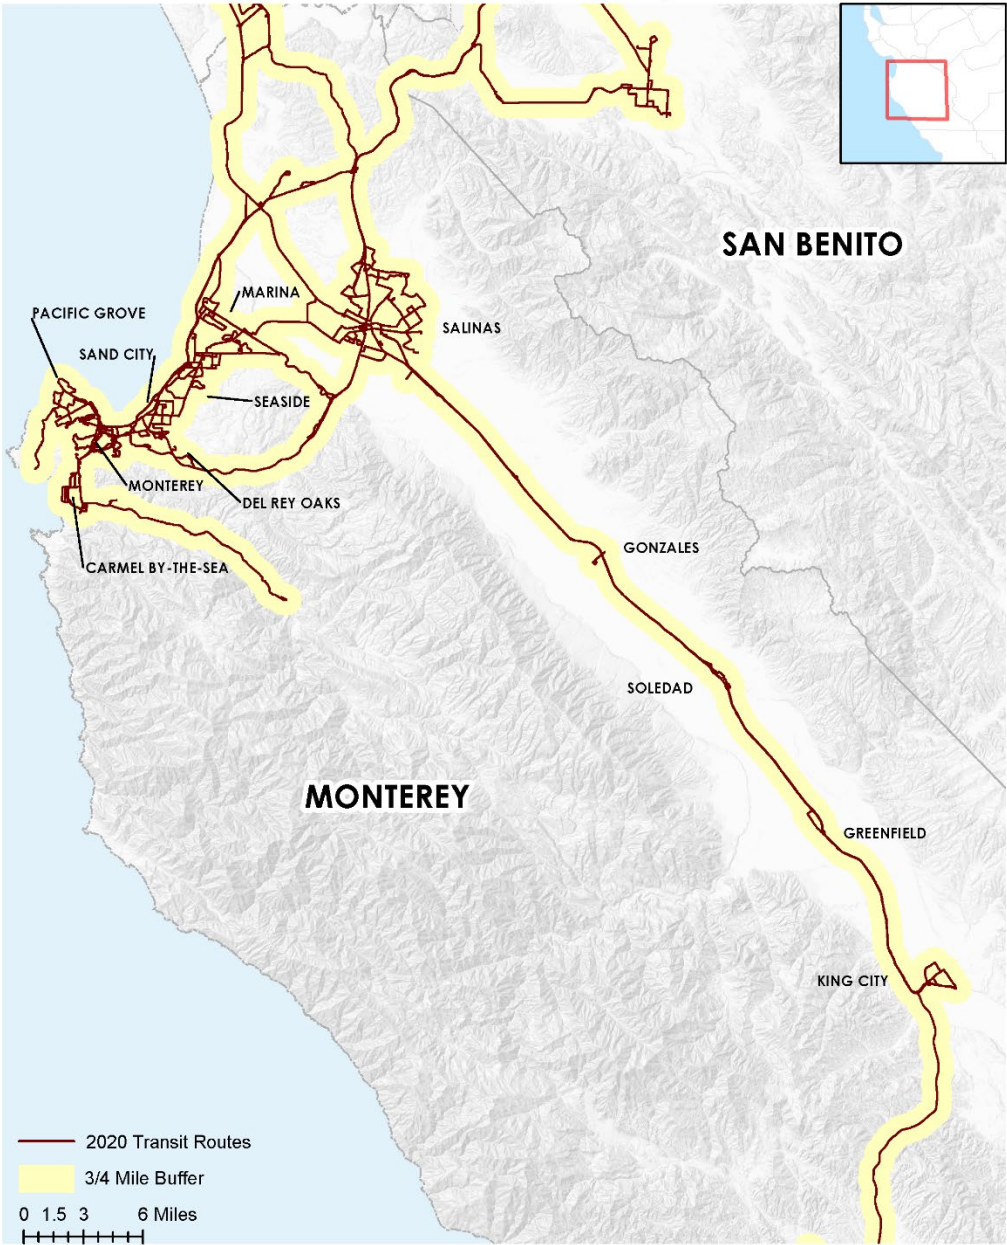 SAN BENITO
MARINA
PACIFIC GROVE
SALINAS
SAND CITY
SEASIDE
MONTEREY
DEL REY OAKS
GONZALES
CARMEL BY-THE-SEA
SOLEDAD
MONTEREY
GREENFIELD
KING CITY
2020 Transit Routes
3/4 Mile Buffer
0 1.5 3 6 Miles